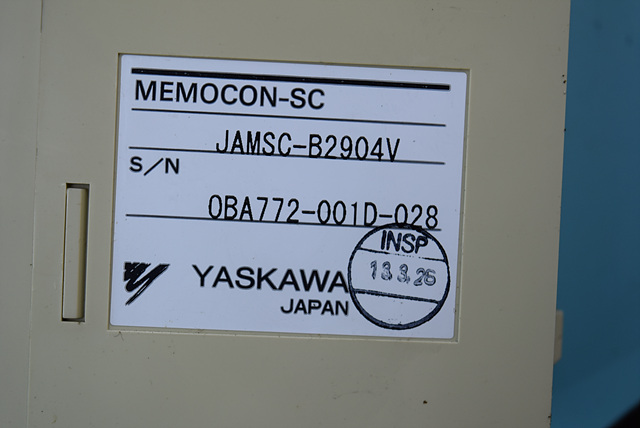 MEMOCON-SC
JAMSC-B2904V
S/N
0BA772-001D-028
INSP
13.3.26
YASKAWA
JAPAN